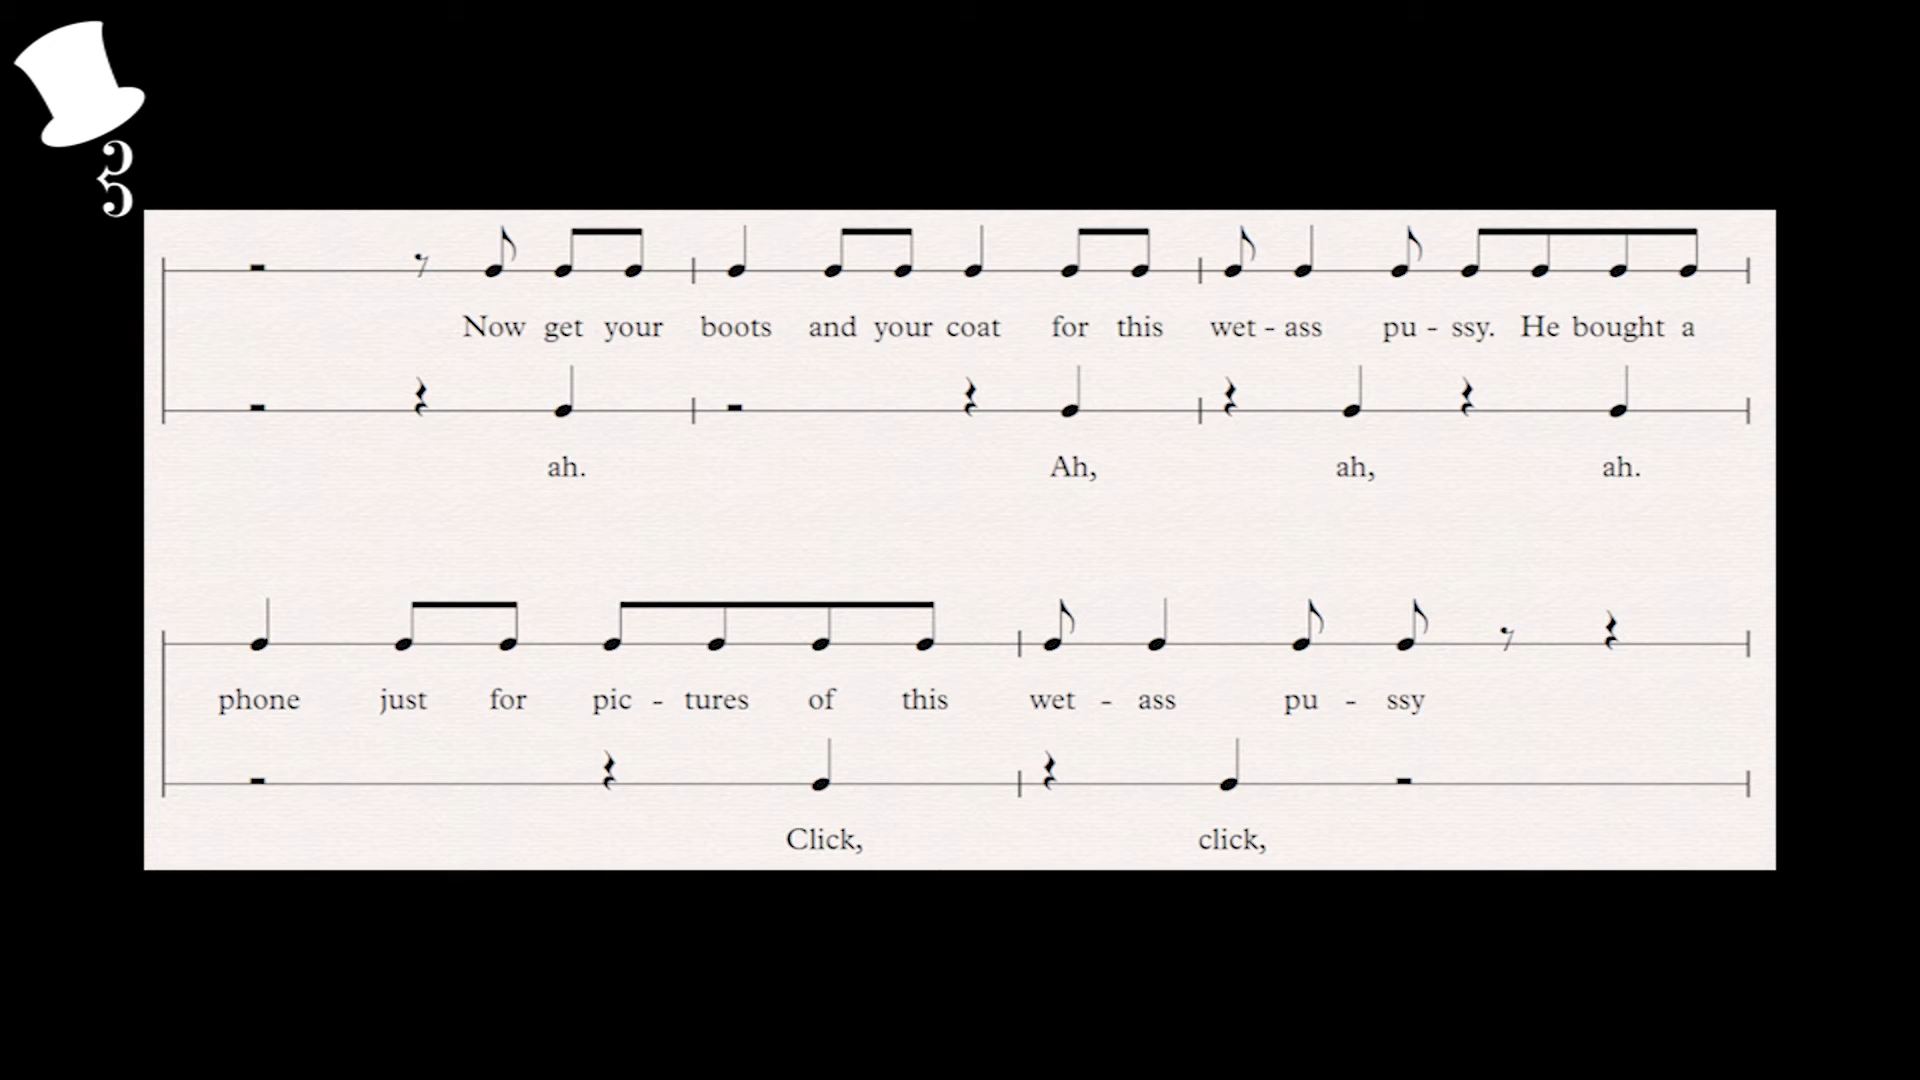 Now get your boots and your coat for this wet - ass pu - ssy. He bought a
ah. Ah, ah, ah.
phone just for pic - tures of this wet - ass pu - ssy
Click, click,